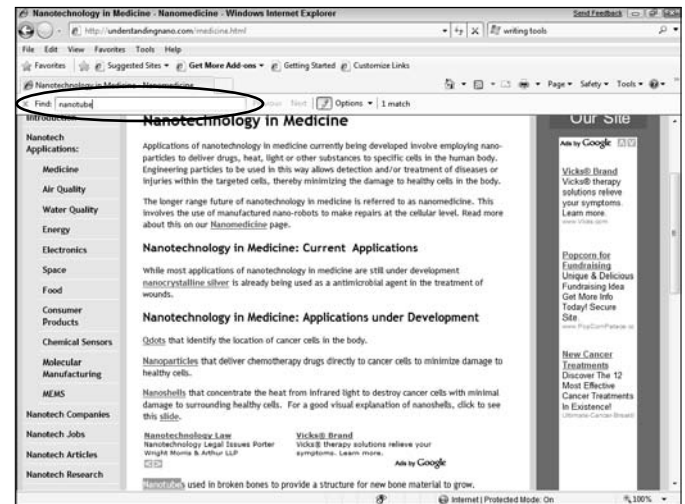 Nanotechnology in Medicine - Nanomedicine - Windows Internet Explorer
Send Feedback
http://understandingnano.com/medicine.html
writing tools
File Edit View Favorites Tools Help
Favorites Suggested Sites Get More Add-ons Getting Started Customize Links
Nanotechnology in Medicine - Nanomedicine
Page Safety Tools
x Find: nanotube Previous Next Options 1 match
Introduction
Nanotech
Applications:
Medicine
Air Quality
Water Quality
Energy
Electronics
Space
Food
Consumer
Products
Chemical Sensors
Molecular
Manufacturing
MEMS
Nanotech Companies
Nanotech Jobs
Nanotech Articles
Nanotech Research
Nanotechnology in Medicine
Applications of nanotechnology in medicine currently being developed involve employing nano-
particles to deliver drugs, heat, light or other substances to specific cells in the human body.
Engineering particles to be used in this way allows detection and/or treatment of diseases or
injuries within the targeted cells, thereby minimizing the damage to healthy cells in the body.
The longer range future of nanotechnology in medicine is referred to as nanomedicine. This
involves the use of manufactured nano-robots to make repairs at the cellular level. Read more
about this on our Nanomedicine page.
Nanotechnology in Medicine: Current Applications
While most applications of nanotechnology in medicine are still under development
nanocrystalline silver is already being used as a antimicrobial agent in the treatment of
wounds.
Nanotechnology in Medicine: Applications under Development
Qdots that identify the location of cancer cells in the body.
Nanoparticles that deliver chemotherapy drugs directly to cancer cells to minimize damage to
healthy cells.
Nanoshells that concentrate the heat from infrared light to destroy cancer cells with minimal
damage to surrounding healthy cells. For a good visual explanation of nanoshells, click to see
this slide.
Nanotechnology Law
Nanotechnology Legal Issues Porter
Wright Morris & Arthur LLP
Vicks® Brand
Vicks® therapy solutions relieve your
symptoms. Learn more.
Ads by Google
Nanotubes used in broken bones to provide a structure for new bone material to grow.
Our Site
Ads by Google
Vicks® Brand
Vicks® therapy
solutions relieve
your symptoms.
Learn more.
www.Vicks.com
Popcorn for
Fundraising
Unique & Delicious
Fundraising Idea
Get More Info
Today! Secure
Site.
New Cancer
Treatments
Discover The 12
Most Effective
Cancer Treatments
In Existence!
Internet | Protected Mode: On
100%